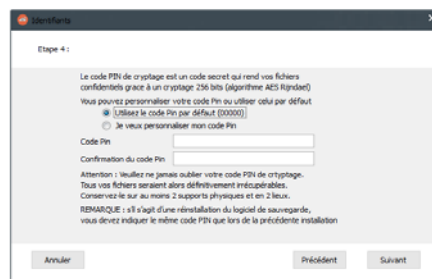 Identifiants
Etape 4 :
Le code PIN de cryptage est un code secret qui rend vos fichiers
confidentiels grace à un cryptage 256 bits (algorithme AES Rijndael)
Vous pouvez personnaliser votre code Pin ou utiliser celui par défaut
Utilisez le code Pin par défaut (00000)
Je veux personnaliser mon code Pin
Code Pin
Confirmation du code Pin
Attention : Veuillez ne jamais oublier votre code PIN de crtyptage.
Tous vos fichiers seraient alors définitivement irrécupérables.
Conservez-le sur au moins 2 supports physiques et en 2 lieux.
REMARQUE : s'il s'agit d'une réinstallation du logiciel de sauvegarde,
vous devez indiquer le même code PIN que lors de la précédente installation
Annuler Précédent Suivant